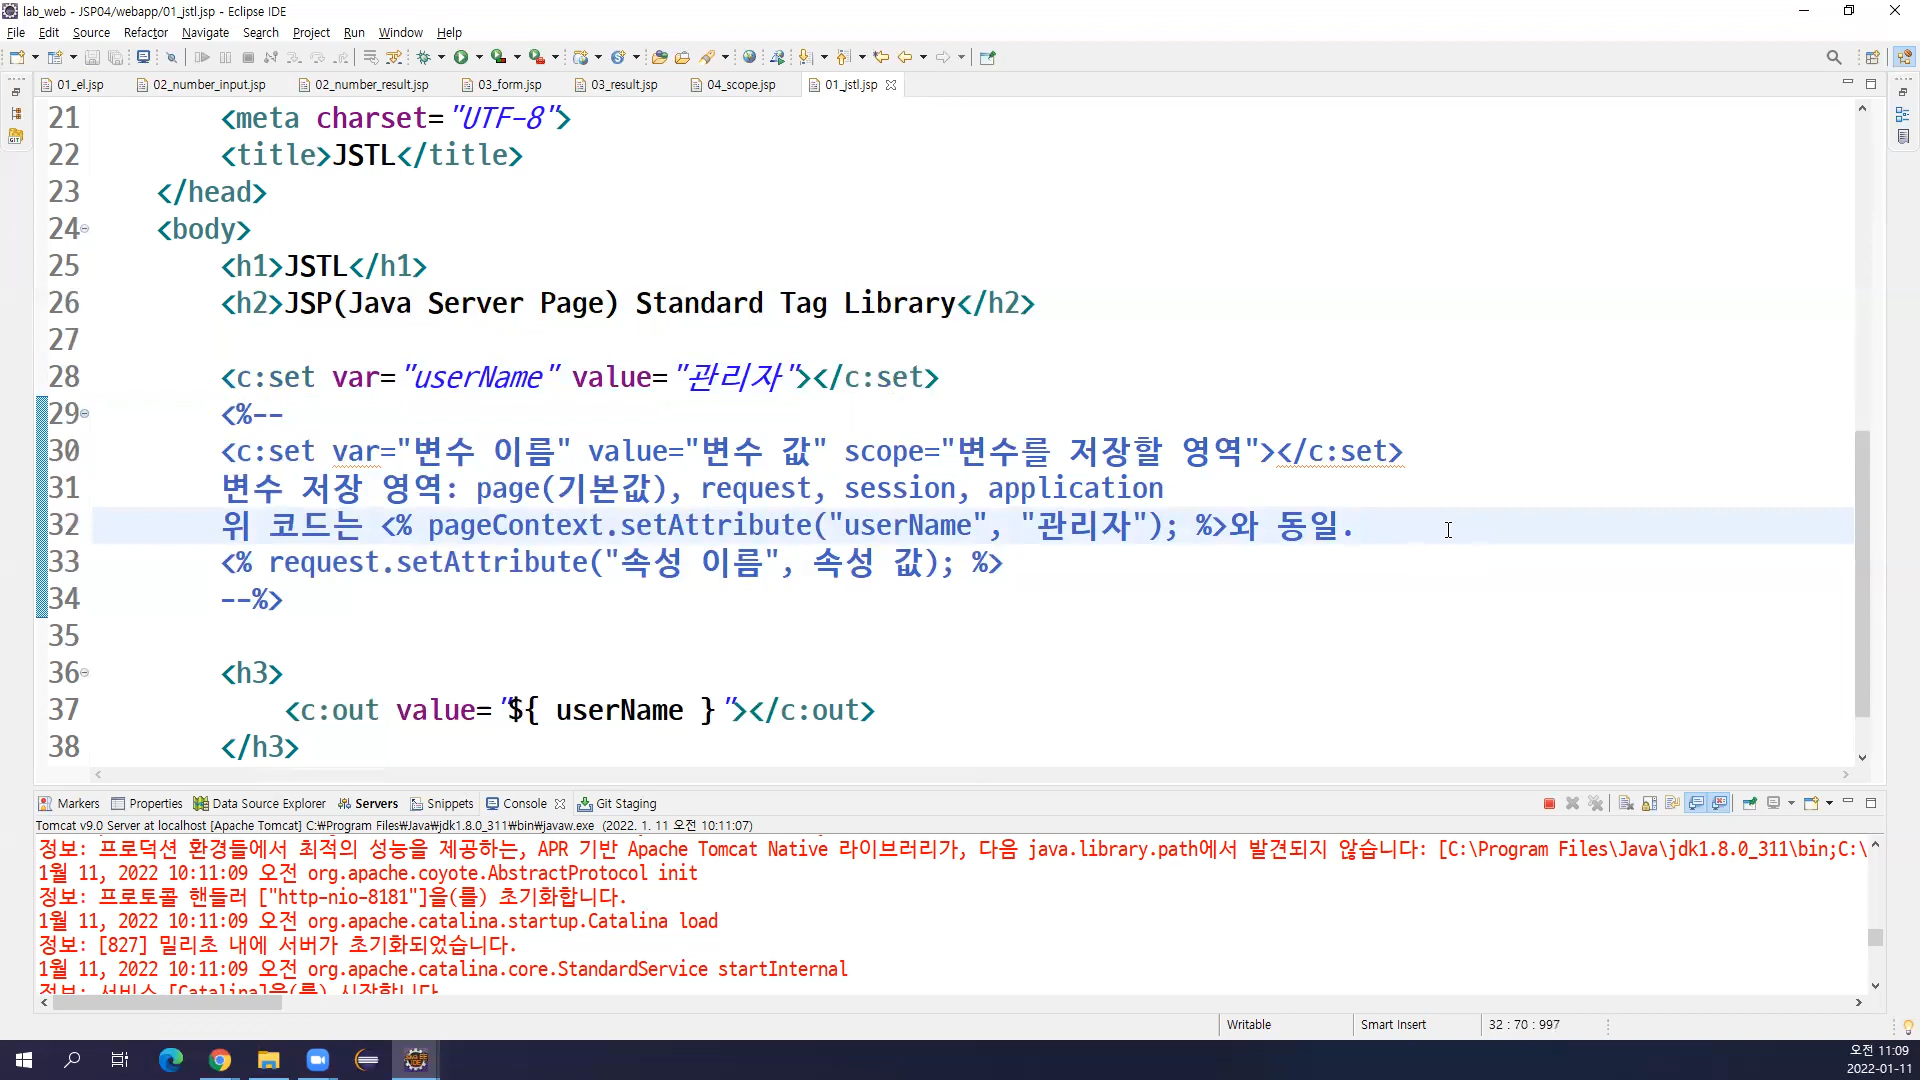 lab_web - JSP04/webapp/01_jstl.jsp - Eclipse IDE
File Edit Source Refactor Navigate Search Project Run Window Help
01_el.jsp 02_number_input.jsp 02_number_result.jsp 03_form.jsp 03_result.jsp 04_scope.jsp 01_jstl.jsp
21 <meta charset="UTF-8">
22 <title>JSTL</title>
23 </head>
24 <body>
25 <h1>JSTL</h1>
26 <h2>JSP(Java Server Page) Standard Tag Library</h2>
27
28 <c:set var="userName" value="관리자"></c:set>
29 <%--
30 <c:set var="변수 이름" value="변수 값" scope="변수를 저장할 영역"></c:set>
31 변수 저장 영역: page(기본값), request, session, application
32 위 코드는 <% pageContext.setAttribute("userName", "관리자"); %>와 동일.
33 <% request.setAttribute("속성 이름", 속성 값); %>
34 --%>
35
36 <h3>
37 <c:out value="${ userName }"></c:out>
38 </h3>
Markers Properties Data Source Explorer Servers Snippets Console Git Staging
Tomcat v9.0 Server at localhost [Apache Tomcat] C:₩Program Files₩Java₩jdk1.8.0_311₩bin₩javaw.exe (2022. 1. 11 오전 10:11:07)
정보: 프로덕션 환경들에서 최적의 성능을 제공하는, APR 기반 Apache Tomcat Native 라이브러리가, 다음 java.library.path에서 발견되지 않습니다: [C:\Program Files\Java\jdk1.8.0_311\bin;C:\
1월 11, 2022 10:11:09 오전 org.apache.coyote.AbstractProtocol init
정보: 프로토콜 핸들러 ["http-nio-8181"]을(를) 초기화합니다.
1월 11, 2022 10:11:09 오전 org.apache.catalina.startup.Catalina load
정보: [827] 밀리초 내에 서버가 초기화되었습니다.
1월 11, 2022 10:11:09 오전 org.apache.catalina.core.StandardService startInternal
정보: 서비스 [Catalina]을(를) 시작합니다
Writable Smart Insert 32 : 70 : 997
오전 11:09
2022-01-11